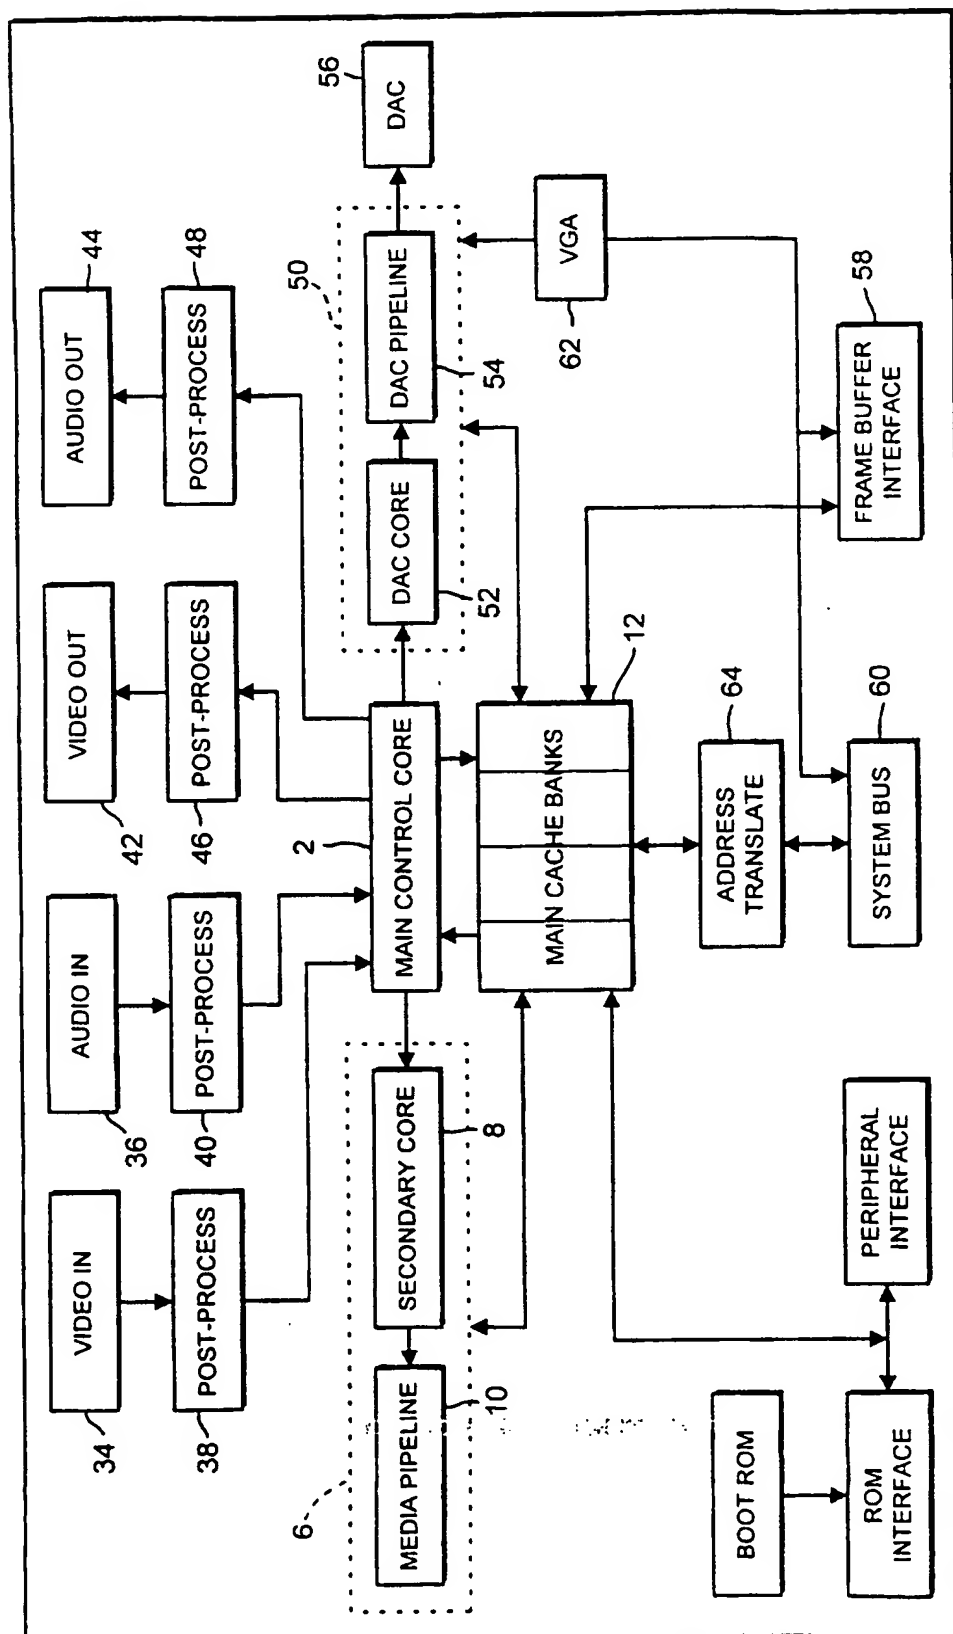 VIDEO IN
34
AUDIO IN
36
VIDEO OUT
42
AUDIO OUT
44
POST-PROCESS
38
POST-PROCESS
40
POST-PROCESS
46
POST-PROCESS
48
6
MEDIA PIPELINE
10
SECONDARY CORE
8
MAIN CONTROL CORE
2
50
DAC CORE
52
DAC PIPELINE
54
DAC
56
MAIN CACHE BANKS
12
VGA
62
ADDRESS
TRANSLATE
64
BOOT ROM
ROM
INTERFACE
PERIPHERAL
INTERFACE
SYSTEM BUS
60
FRAME BUFFER
INTERFACE
58